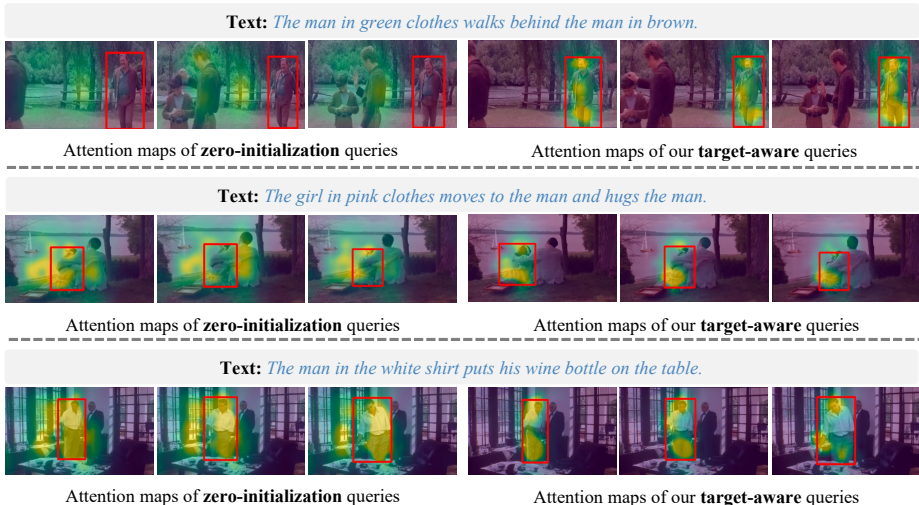 Text: The man in green clothes walks behind the man in brown.
Attention maps of zero-initialization queries
Attention maps of our target-aware queries
Text: The girl in pink clothes moves to the man and hugs the man.
Attention maps of zero-initialization queries
Attention maps of our target-aware queries
Text: The man in the white shirt puts his wine bottle on the table.
Attention maps of zero-initialization queries
Attention maps of our target-aware queries